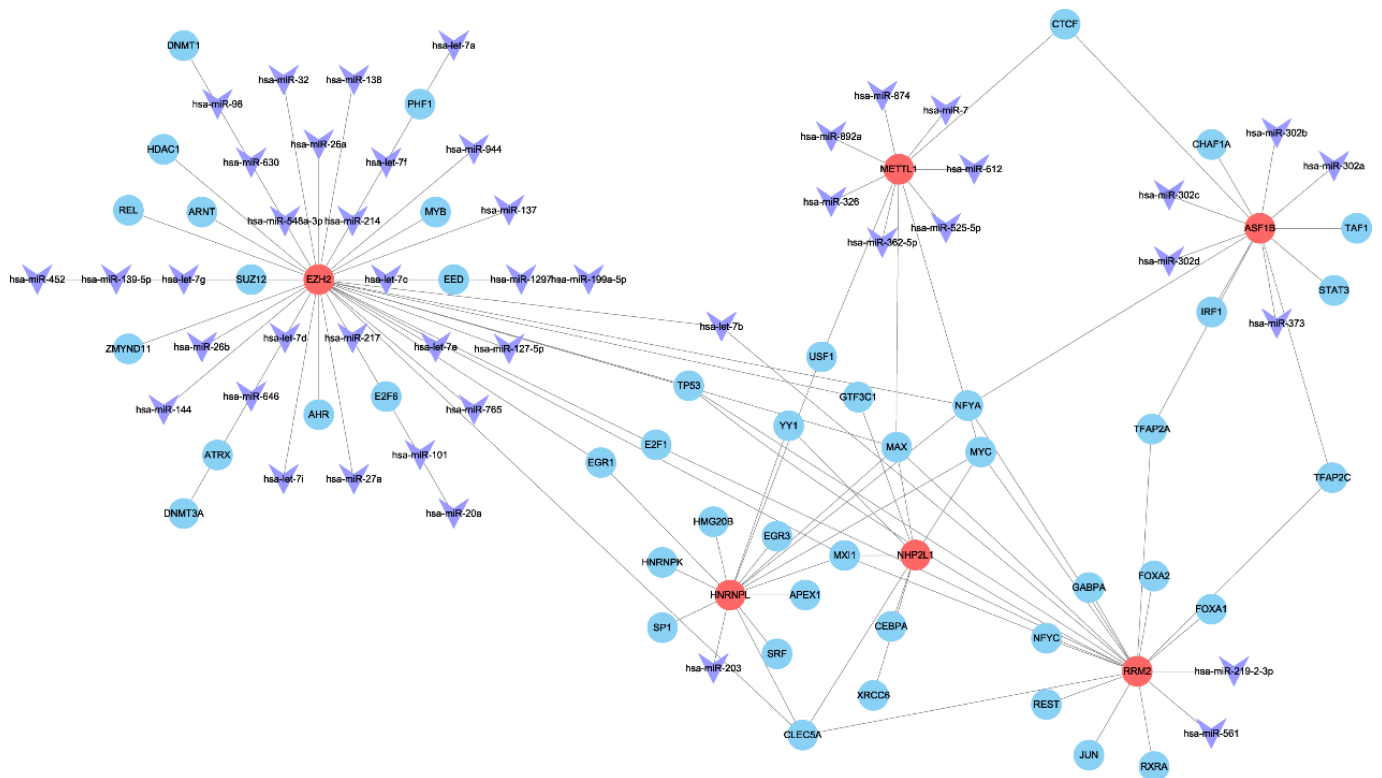 CTCF
DNMT1
hsa-let-7a
hsa-miR-32
hsa-miR-138
hsa-miR-874
hsa-miR-98
PHF1
hsa-miR-7
hsa-miR-302b
hsa-miR-892a
CHAF1A
HDAC1
hsa-miR-26a
hsa-miR-944
hsa-miR-630
hsa-let-7f
METTL1
hsa-miR-612
hsa-miR-302a
hsa-miR-302c
hsa-miR-326
REL
ARNT
hsa-miR-548a-3p
hsa-miR-214
MYB
hsa-miR-137
hsa-miR-525-5p
ASF1B
TAF1
hsa-miR-362-5p
hsa-miR-302d
hsa-miR-452
hsa-miR-139-5p
hsa-let-7g
SUZ12
EZH2
hsa-let-7c
EED
hsa-miR-1297
hsa-miR-199a-5p
STAT3
IRF1
hsa-miR-373
hsa-let-7b
ZMYND11
hsa-miR-26b
hsa-let-7d
hsa-miR-217
hsa-let-7e
hsa-miR-127-5p
USF1
TP53
GTF3C1
NFYA
hsa-miR-144
hsa-miR-646
AHR
E2F6
hsa-miR-765
YY1
MAX
MYC
TFAP2A
E2F1
ATRX
hsa-miR-101
EGR1
hsa-let-7i
hsa-miR-27a
TFAP2C
DNMT3A
hsa-miR-20a
HMG20B
EGR3
HNRNPK
MXI1
NHP2L1
HNRNPL
APEX1
GABPA
FOXA2
FOXA1
SP1
CEBPA
NFYC
SRF
hsa-miR-203
RRM2
hsa-miR-219-2-3p
XRCC6
REST
CLEC5A
hsa-miR-561
JUN
RXRA